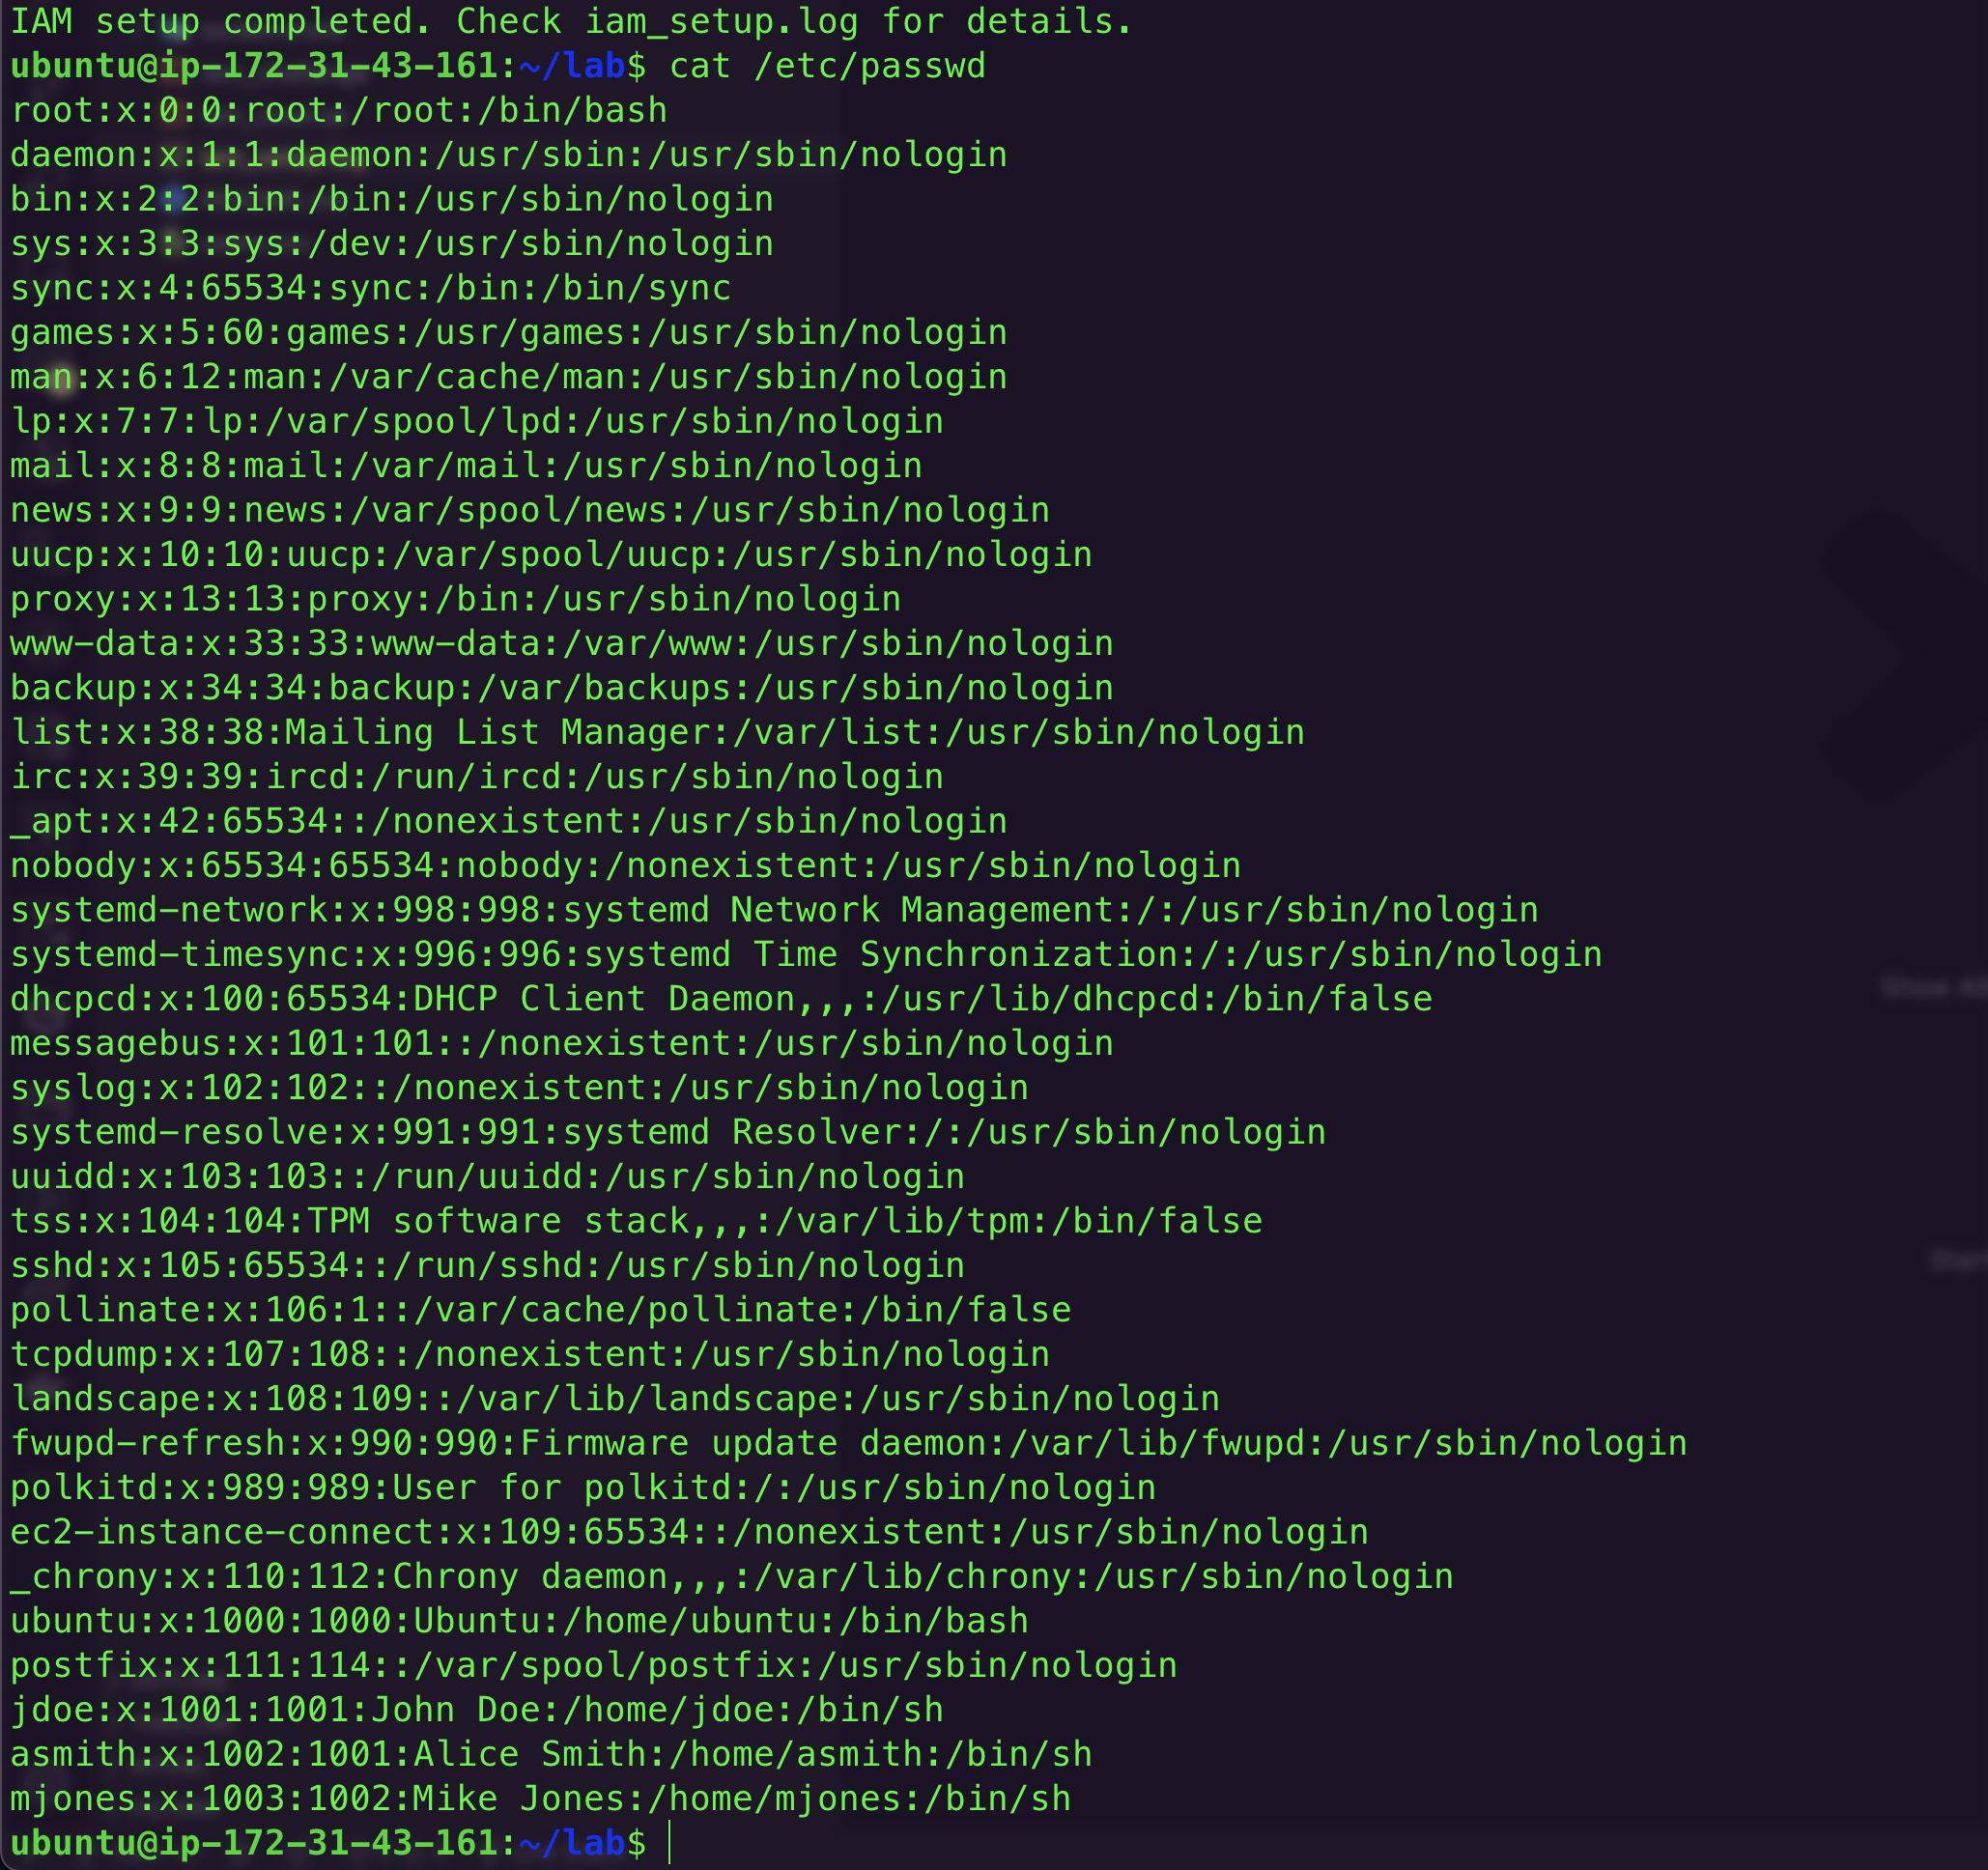 IAM setup completed. Check iam_setup.log for details.
ubuntu@ip-172-31-43-161:~/lab$ cat /etc/passwd
root:x:0:0:root:/root:/bin/bash
daemon:x:1:1:daemon:/usr/sbin:/usr/sbin/nologin
bin:x:2:2:bin:/bin:/usr/sbin/nologin
sys:x:3:3:sys:/dev:/usr/sbin/nologin
sync:x:4:65534:sync:/bin:/bin/sync
games:x:5:60:games:/usr/games:/usr/sbin/nologin
man:x:6:12:man:/var/cache/man:/usr/sbin/nologin
lp:x:7:7:lp:/var/spool/lpd:/usr/sbin/nologin
mail:x:8:8:mail:/var/mail:/usr/sbin/nologin
news:x:9:9:news:/var/spool/news:/usr/sbin/nologin
uucp:x:10:10:uucp:/var/spool/uucp:/usr/sbin/nologin
proxy:x:13:13:proxy:/bin:/usr/sbin/nologin
www-data:x:33:33:www-data:/var/www:/usr/sbin/nologin
backup:x:34:34:backup:/var/backups:/usr/sbin/nologin
list:x:38:38:Mailing List Manager:/var/list:/usr/sbin/nologin
irc:x:39:39:ircd:/run/ircd:/usr/sbin/nologin
_apt:x:42:65534::/nonexistent:/usr/sbin/nologin
nobody:x:65534:65534:nobody:/nonexistent:/usr/sbin/nologin
systemd-network:x:998:998:systemd Network Management:/:/usr/sbin/nologin
systemd-timesync:x:996:996:systemd Time Synchronization:/:/usr/sbin/nologin
dhcpcd:x:100:65534:DHCP Client Daemon,,,:/usr/lib/dhcpcd:/bin/false
messagebus:x:101:101::/nonexistent:/usr/sbin/nologin
syslog:x:102:102::/nonexistent:/usr/sbin/nologin
systemd-resolve:x:991:991:systemd Resolver:/:/usr/sbin/nologin
uuidd:x:103:103::/run/uuidd:/usr/sbin/nologin
tss:x:104:104:TPM software stack,,,:/var/lib/tpm:/bin/false
sshd:x:105:65534::/run/sshd:/usr/sbin/nologin
pollinate:x:106:1::/var/cache/pollinate:/bin/false
tcpdump:x:107:108::/nonexistent:/usr/sbin/nologin
landscape:x:108:109::/var/lib/landscape:/usr/sbin/nologin
fwupd-refresh:x:990:990:Firmware update daemon:/var/lib/fwupd:/usr/sbin/nologin
polkitd:x:989:989:User for polkitd:/:/usr/sbin/nologin
ec2-instance-connect:x:109:65534::/nonexistent:/usr/sbin/nologin
_chrony:x:110:112:Chrony daemon,,,:/var/lib/chrony:/usr/sbin/nologin
ubuntu:x:1000:1000:Ubuntu:/home/ubuntu:/bin/bash
postfix:x:111:114::/var/spool/postfix:/usr/sbin/nologin
jdoe:x:1001:1001:John Doe:/home/jdoe:/bin/sh
asmith:x:1002:1001:Alice Smith:/home/asmith:/bin/sh
mjones:x:1003:1002:Mike Jones:/home/mjones:/bin/sh
ubuntu@ip-172-31-43-161:~/lab$